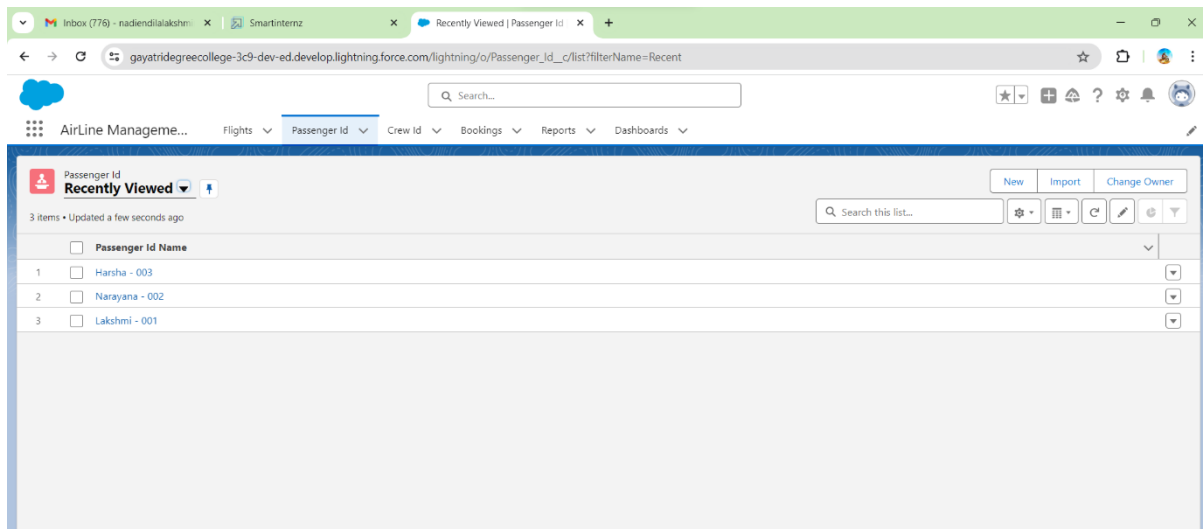 Inbox (776) - nadiendilalakshmi
Smartinternz
Recently Viewed | Passenger Id
gayatridegreecollege-3c9-dev-ed.develop.lightning.force.com/lightning/o/Passenger_Id__c/list?filterName=Recent
Search...
AirLine Manageme... Flights Passenger Id Crew Id Bookings Reports Dashboards
Passenger Id
Recently Viewed
New Import Change Owner
3 items • Updated a few seconds ago
Search this list...
Passenger Id Name
1 Harsha - 003
2 Narayana - 002
3 Lakshmi - 001